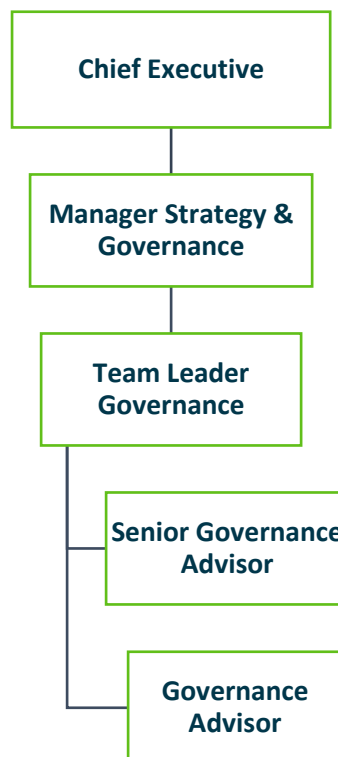 Chief Executive
Manager Strategy &
Governance
Team Leader
Governance
Senior Governance
Advisor
Governance
Advisor